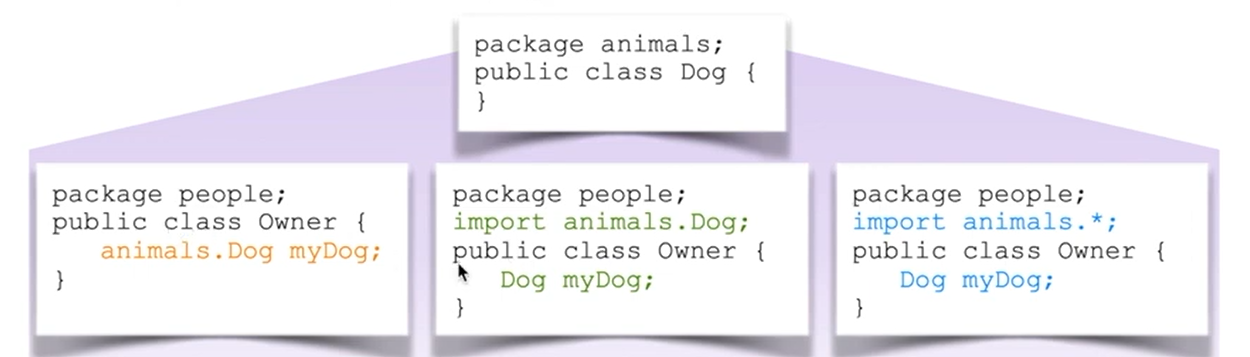 package animals;
public class Dog {
}
package people;
public class Owner {
   animals.Dog myDog;
}
package people;
import animals.Dog;
public class Owner {
   Dog myDog;
}
package people;
import animals.*;
public class Owner {
   Dog myDog;
}